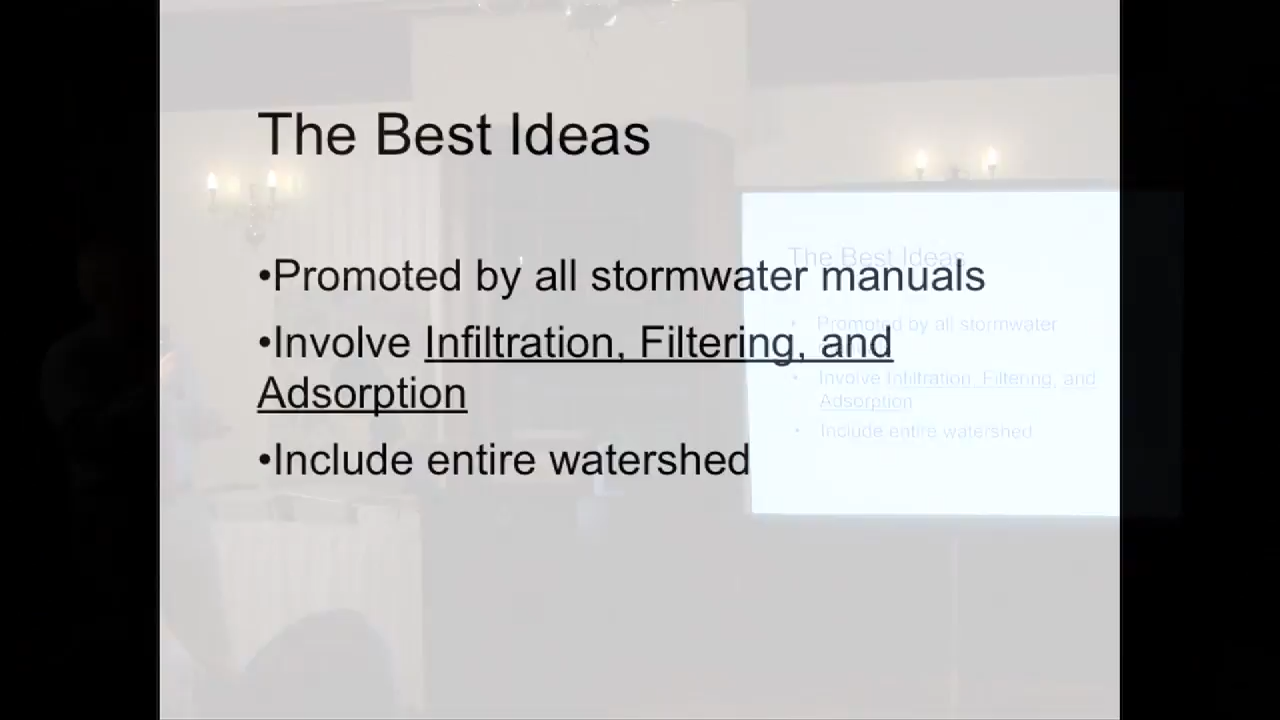 The Best Ideas
•Promoted by all stormwater manuals
•Involve Infiltration, Filtering, and
Adsorption
•Include entire watershed
The Best Ideas
• Promoted by all stormwater
• Involve Infiltration, Filtering, and
Adsorption
• Include entire watershed